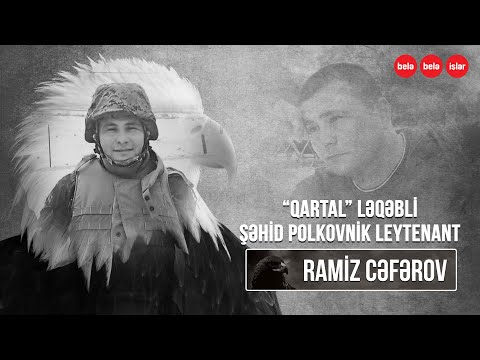 belə belə işlər
“QARTAL” LƏQƏBLİ
ŞƏHİD POLKOVNİK LEYTENANT
RAMİZ CƏFƏROV